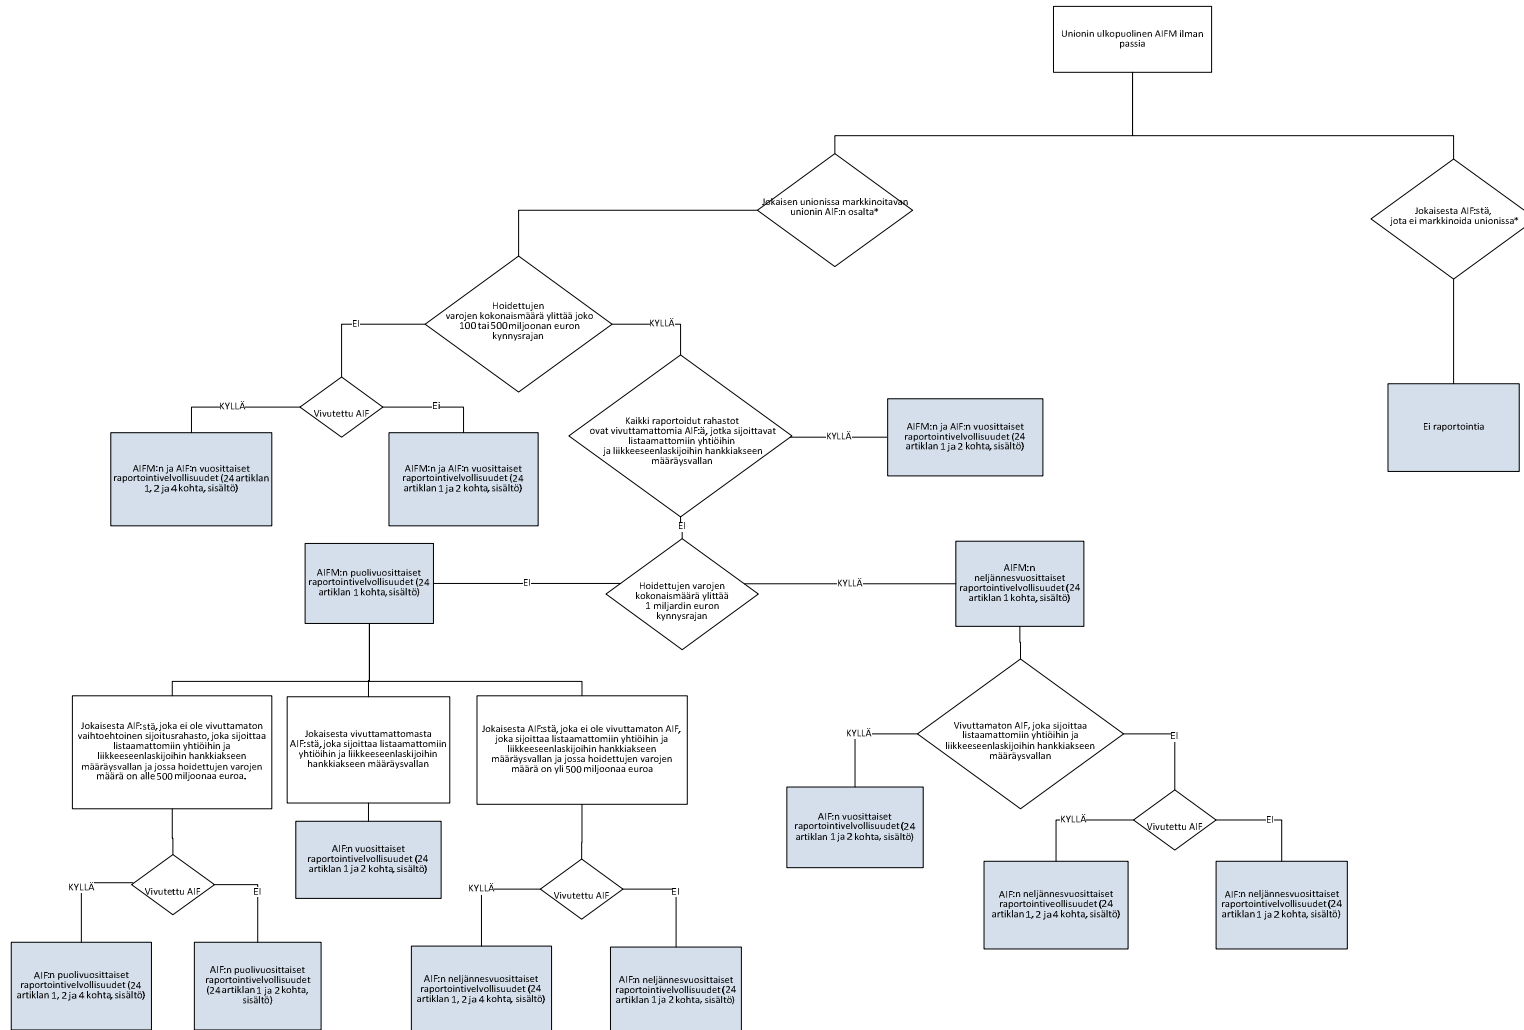 Unionin ulkopuolinen AIFM ilman
passia
Jokaisen unionissa markkinoitavan
unionin AIF:n osalta*
Jokaisesta AIF:stä,
jota ei markkinoida unionissa*
Hoidettujen
varojen kokonaismäärä ylittää joko
100 tai 500 miljoonan euron
kynnysrajan
EI
KYLLÄ
Vivutettu AIF
KYLLÄ
Ei
Kaikki raportoidut rahastot
ovat vivuttamattomia AIF:ä, jotka sijoittavat
listaamattomiin yhtiöihin
ja liikkeeseenlaskijoihin hankkiakseen
määräysvallan
KYLLÄ
AIFM:n ja AIF:n vuosittaiset
raportointivelvollisuudet (24
artiklan 1 ja 2 kohta, sisältö)
Ei raportointia
AIFM:n ja AIF:n vuosittaiset
raportointivelvollisuudet (24 artiklan
1, 2 ja 4 kohta, sisältö)
AIFM:n ja AIF:n vuosittaiset
raportointivelvollisuudet (24
artiklan 1 ja 2 kohta, sisältö)
EI
AIFM:n puolivuosittaiset
raportointivelvollisuudet (24
artiklan 1 kohta, sisältö)
EI
Hoidettujen varojen
kokonaismäärä ylittää
1 miljardin euron
kynnysrajan
KYLLÄ
AIFM:n
neljännesvuosittaiset
raportointivelvollisuudet (24
artiklan 1 kohta, sisältö)
Jokaisesta AIF:stä, joka ei ole vivuttamaton
vaihtoehtoinen sijoitusrahasto, joka sijoittaa
listaamattomiin yhtiöihin ja
liikkeeseenlaskijoihin hankkiakseen
määräysvallan ja jossa hoidettujen varojen
määrä on alle 500 miljoonaa euroa.
Jokaisesta vivuttamattomasta
AIF:stä, joka sijoittaa listaamattomiin
yhtiöihin ja liikkeeseenlaskijoihin
hankkiakseen määräysvallan
Jokaisesta AIF:stä, joka ei ole vivuttamaton AIF,
joka sijoittaa listaamattomiin yhtiöihin ja
liikkeeseenlaskijoihin hankkiakseen
määräysvallan ja jossa hoidettujen varojen
määrä on yli 500 miljoonaa euroa
Vivuttamaton AIF, joka sijoittaa
listaamattomiin yhtiöihin ja
liikkeeseenlaskijoihin hankkiakseen
määräysvallan
KYLLÄ
EI
AIF:n vuosittaiset
raportointivelvollisuudet (24
artiklan 1 ja 2 kohta, sisältö)
AIF:n vuosittaiset
raportointivelvollisuudet (24
artiklan 1 ja 2 kohta, sisältö)
KYLLÄ
Vivutettu AIF
EI
KYLLÄ
Vivutettu AIF
EI
KYLLÄ
Vivutettu AIF
EI
AIF:n neljännesvuosittaiset
raportointiveollisuudet (24
artiklan 1, 2 ja 4 kohta, sisältö)
AIF:n neljännesvuosittaiset
raportointivelvollisuudet (24
artiklan 1 ja 2 kohta, sisältö)
AIF:n puolivuosittaiset
raportointivelvollisuudet (24
artiklan 1, 2 ja 4 kohta, sisältö)
AIF:n puolivuosittaiset
raportointivelvollisuudet
(24 artiklan 1 ja 2 kohta,
sisältö)
AIF:n neljännesvuosittaiset
raportointivelvollisuudet (24
artiklan 1, 2 ja 4 kohta, sisältö)
AIF:n neljännesvuosittaiset
raportointivelvollisuudet (24
artiklan 1 ja 2 kohta, sisältö)